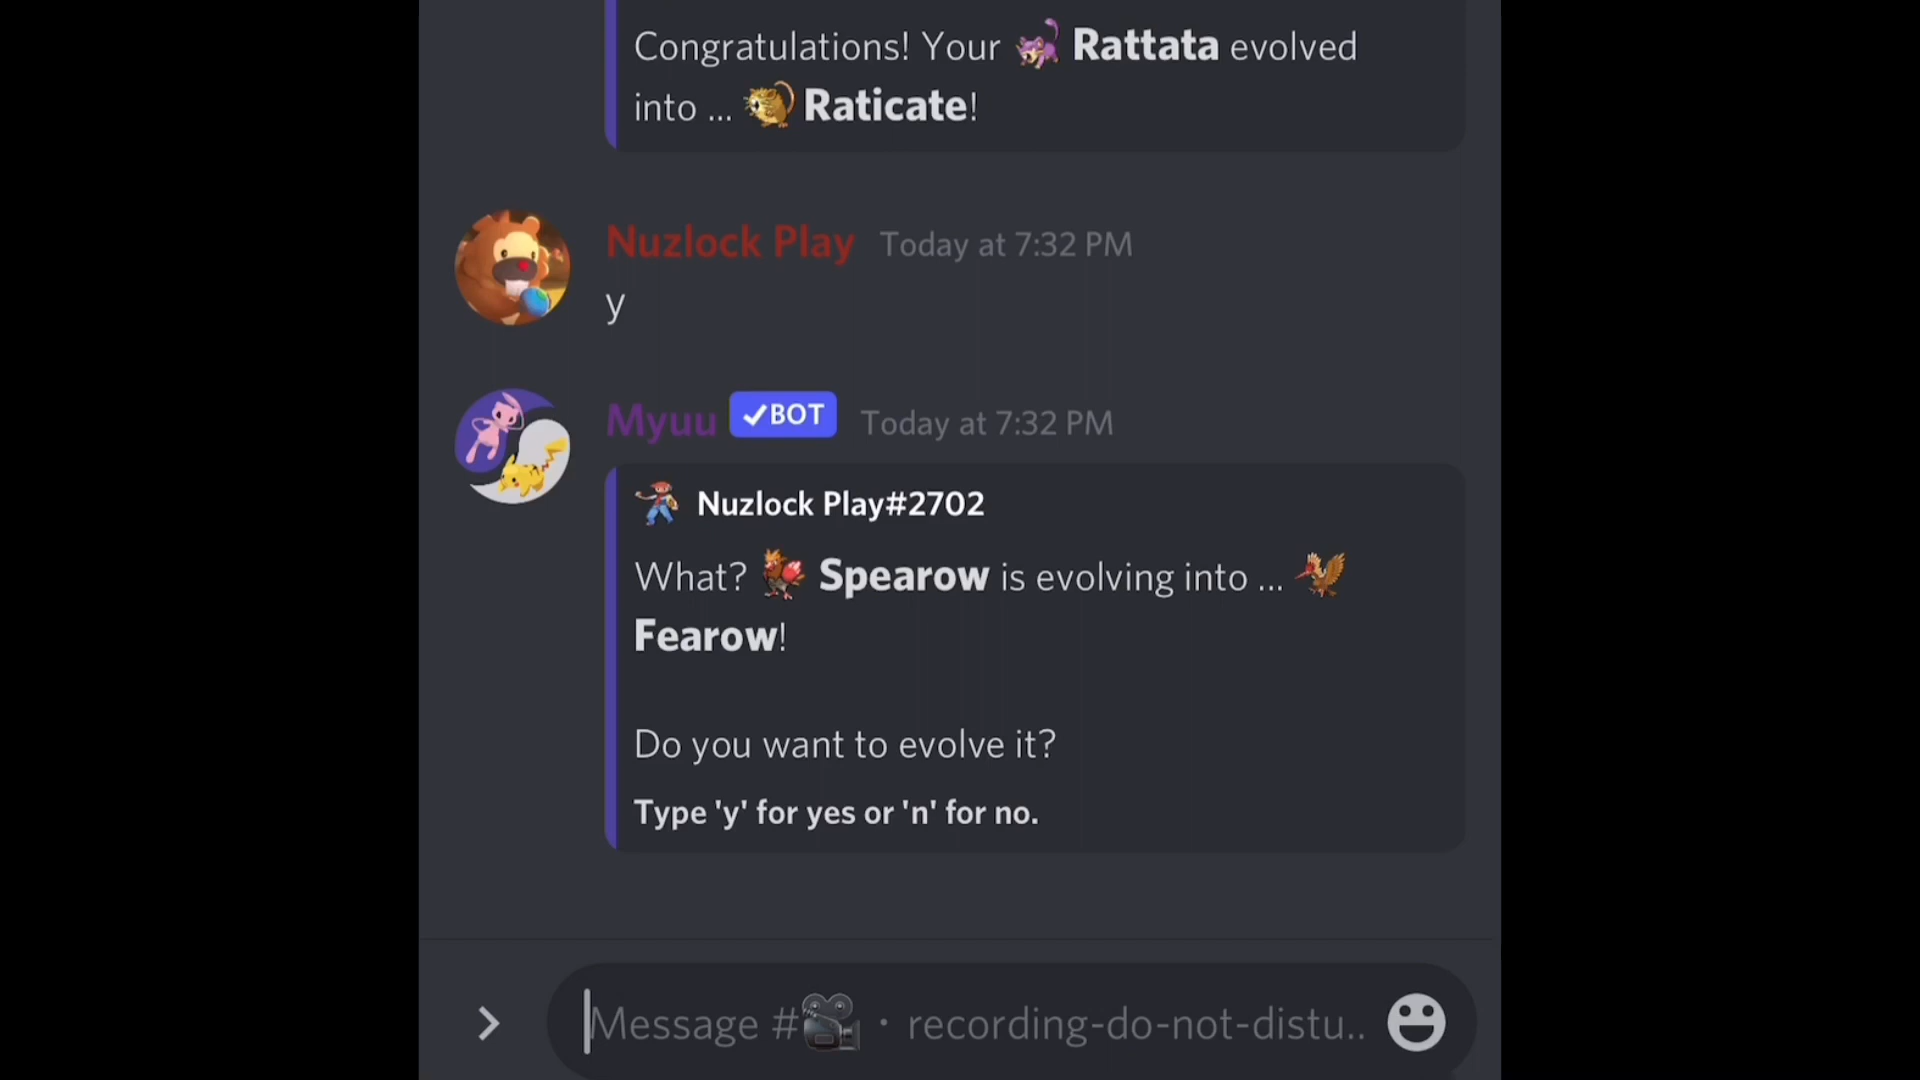 Congratulations! Your Rattata evolved
into ... Raticate!
Nuzlock Play Today at 7:32 PM
y
Myuu ✓BOT Today at 7:32 PM
Nuzlock Play#2702
What? Spearow is evolving into ...
Fearow!
Do you want to evolve it?
Type 'y' for yes or 'n' for no.
Message #🎥 · recording-do-not-distu..